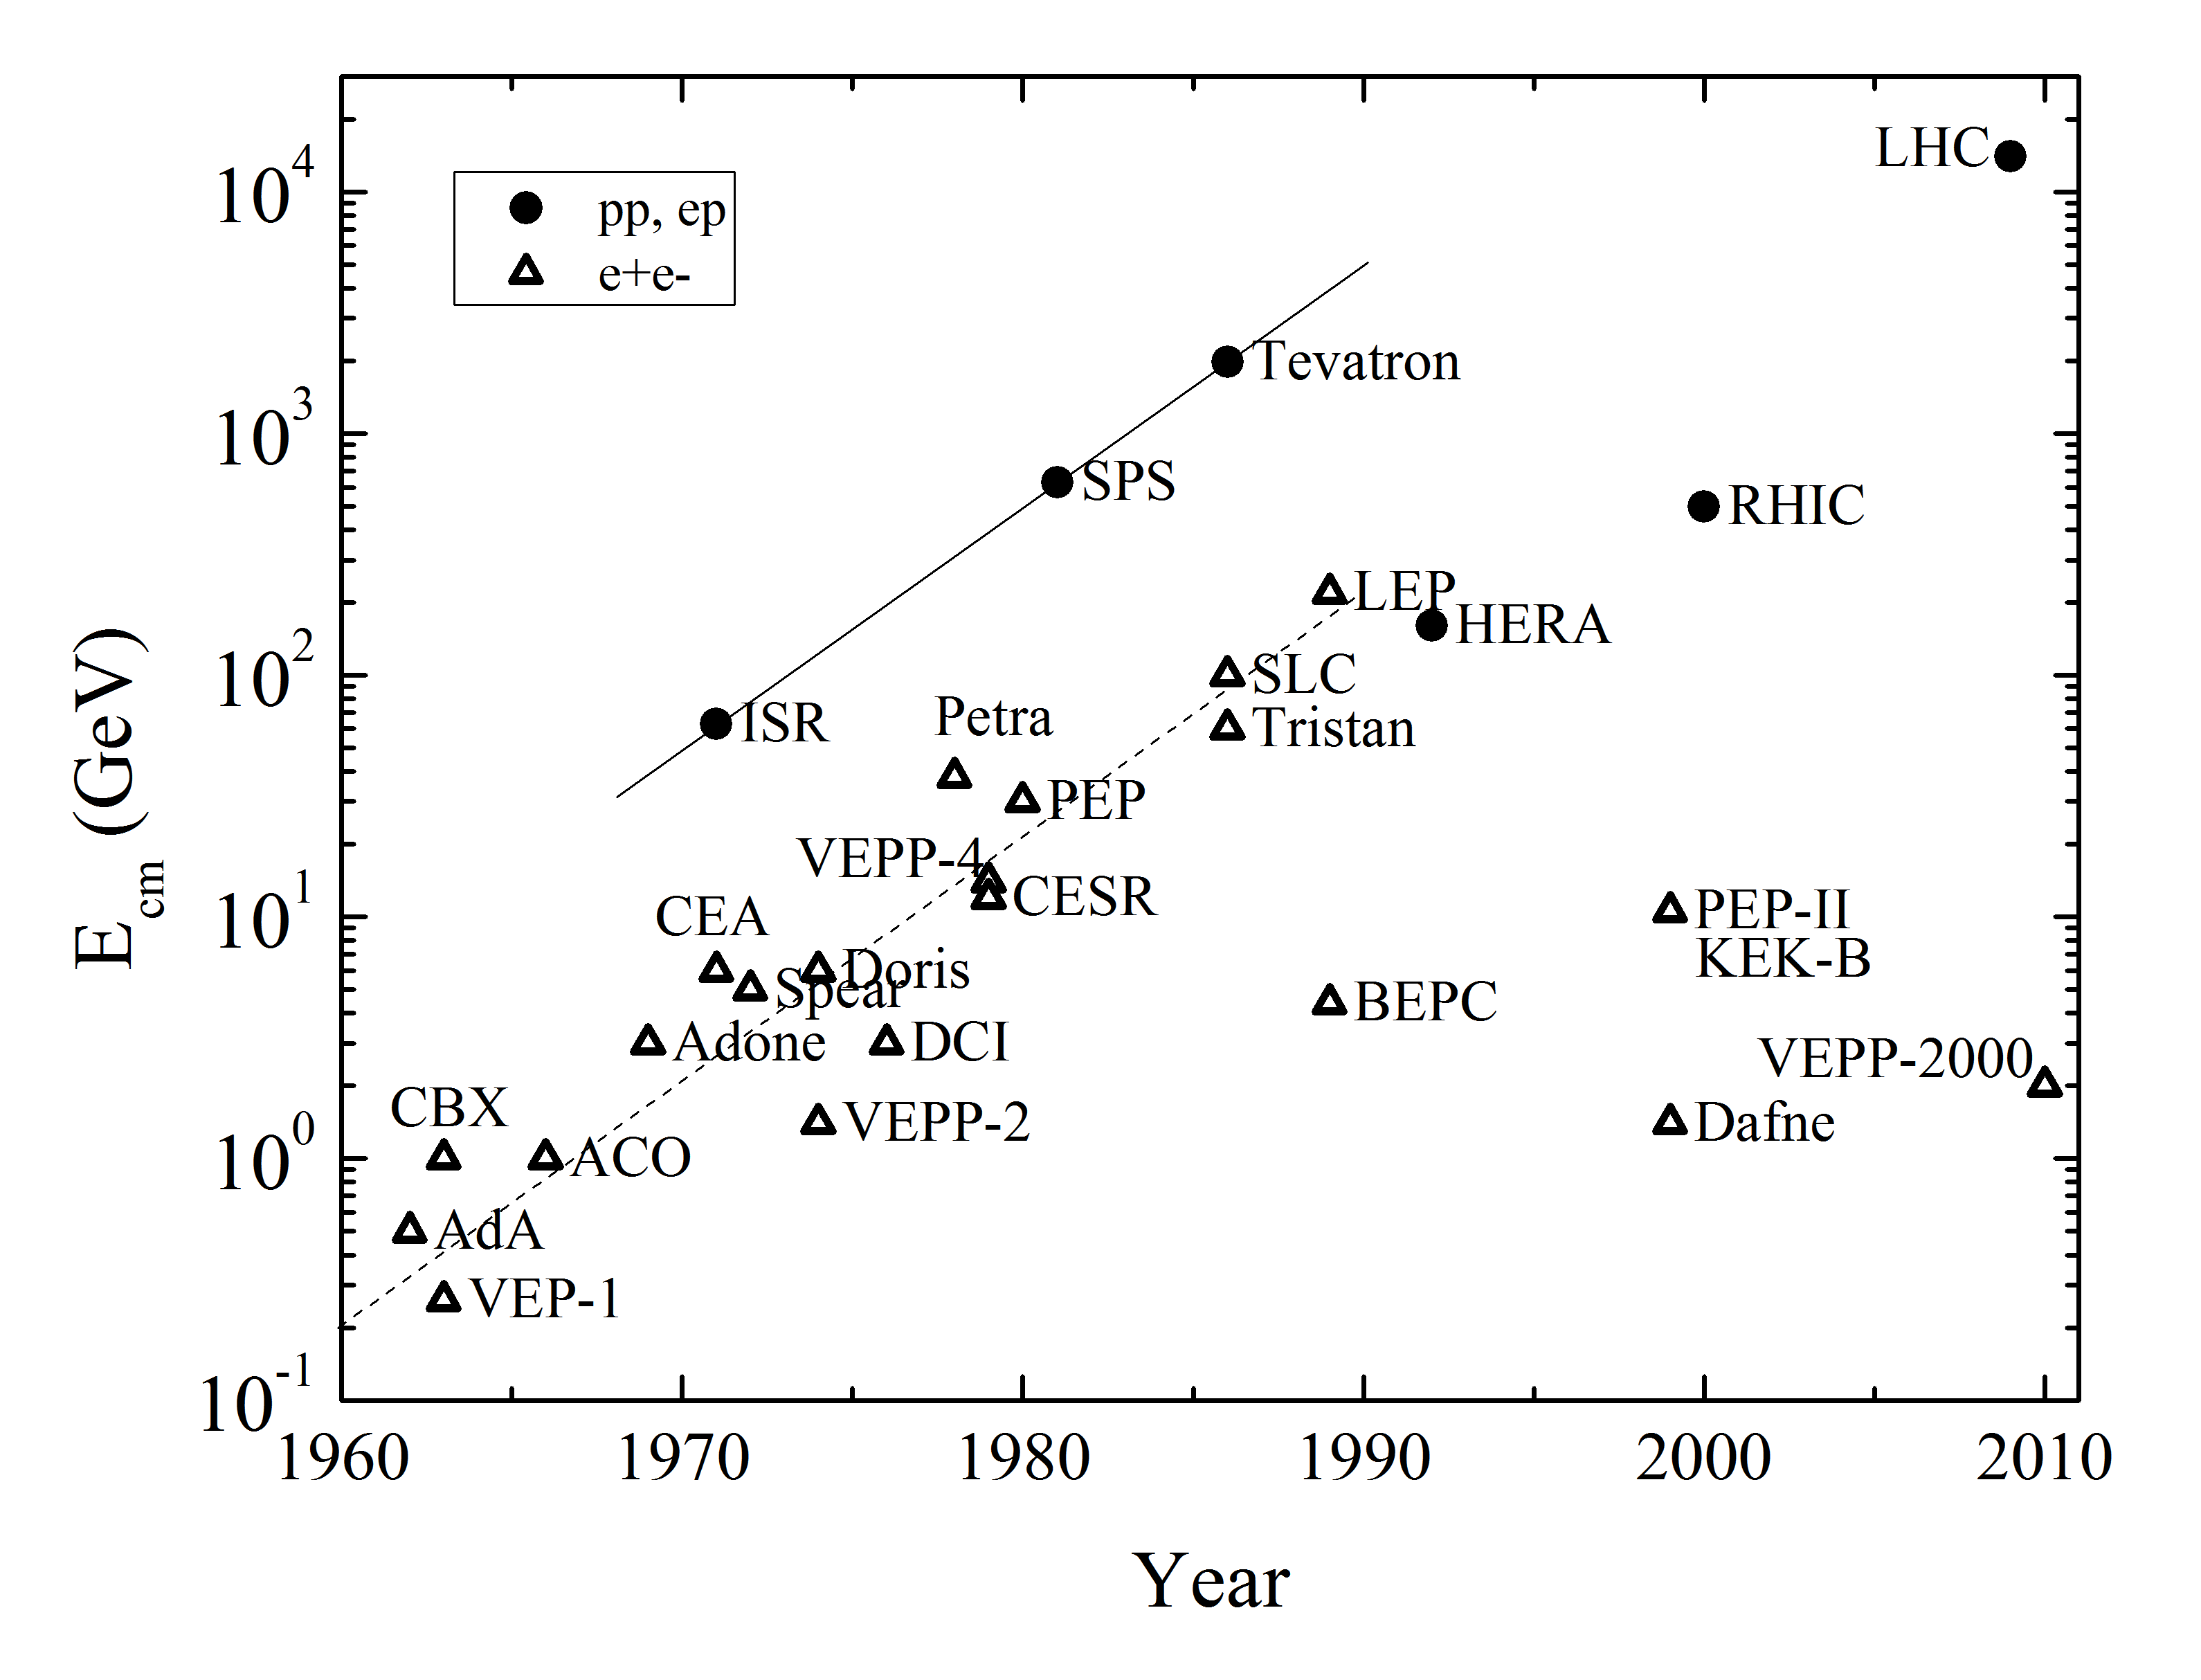 LHC
10^4
pp, ep
e+e-
Tevatron
10^3
SPS
RHIC
LEP
HERA
10^2
SLC
Petra
ISR
Tristan
PEP
VEPP-4
CESR
CEA
10^1
PEP-II
KEK-B
Doris
Spear
BEPC
Adone
DCI
VEPP-2000
CBX
VEPP-2
Dafne
10^0
ACO
AdA
VEP-1
10^-1
E_cm (GeV)
1960 1970 1980 1990 2000 2010
Year